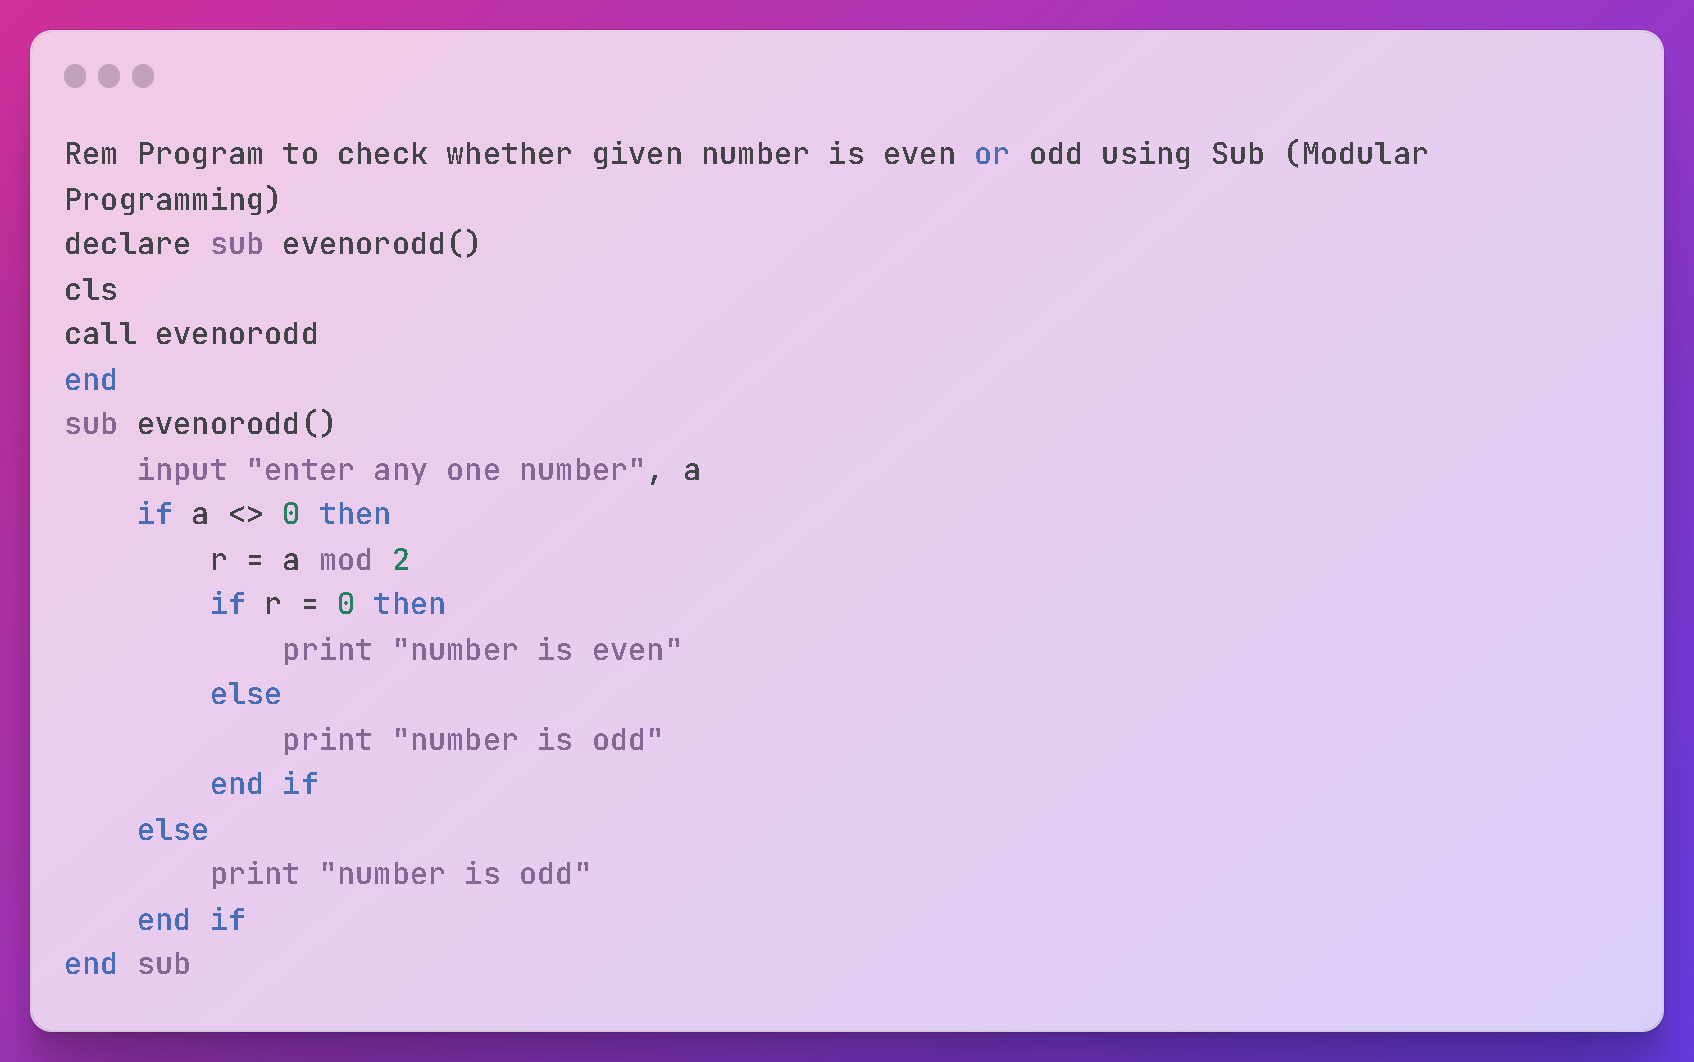 Rem Program to check whether given number is even or odd using Sub (Modular
Programming)
declare sub evenorodd()
cls
call evenorodd
end
sub evenorodd()
    input "enter any one number", a
    if a <> 0 then
        r = a mod 2
        if r = 0 then
            print "number is even"
        else
            print "number is odd"
        end if
    else
        print "number is odd"
    end if
end sub